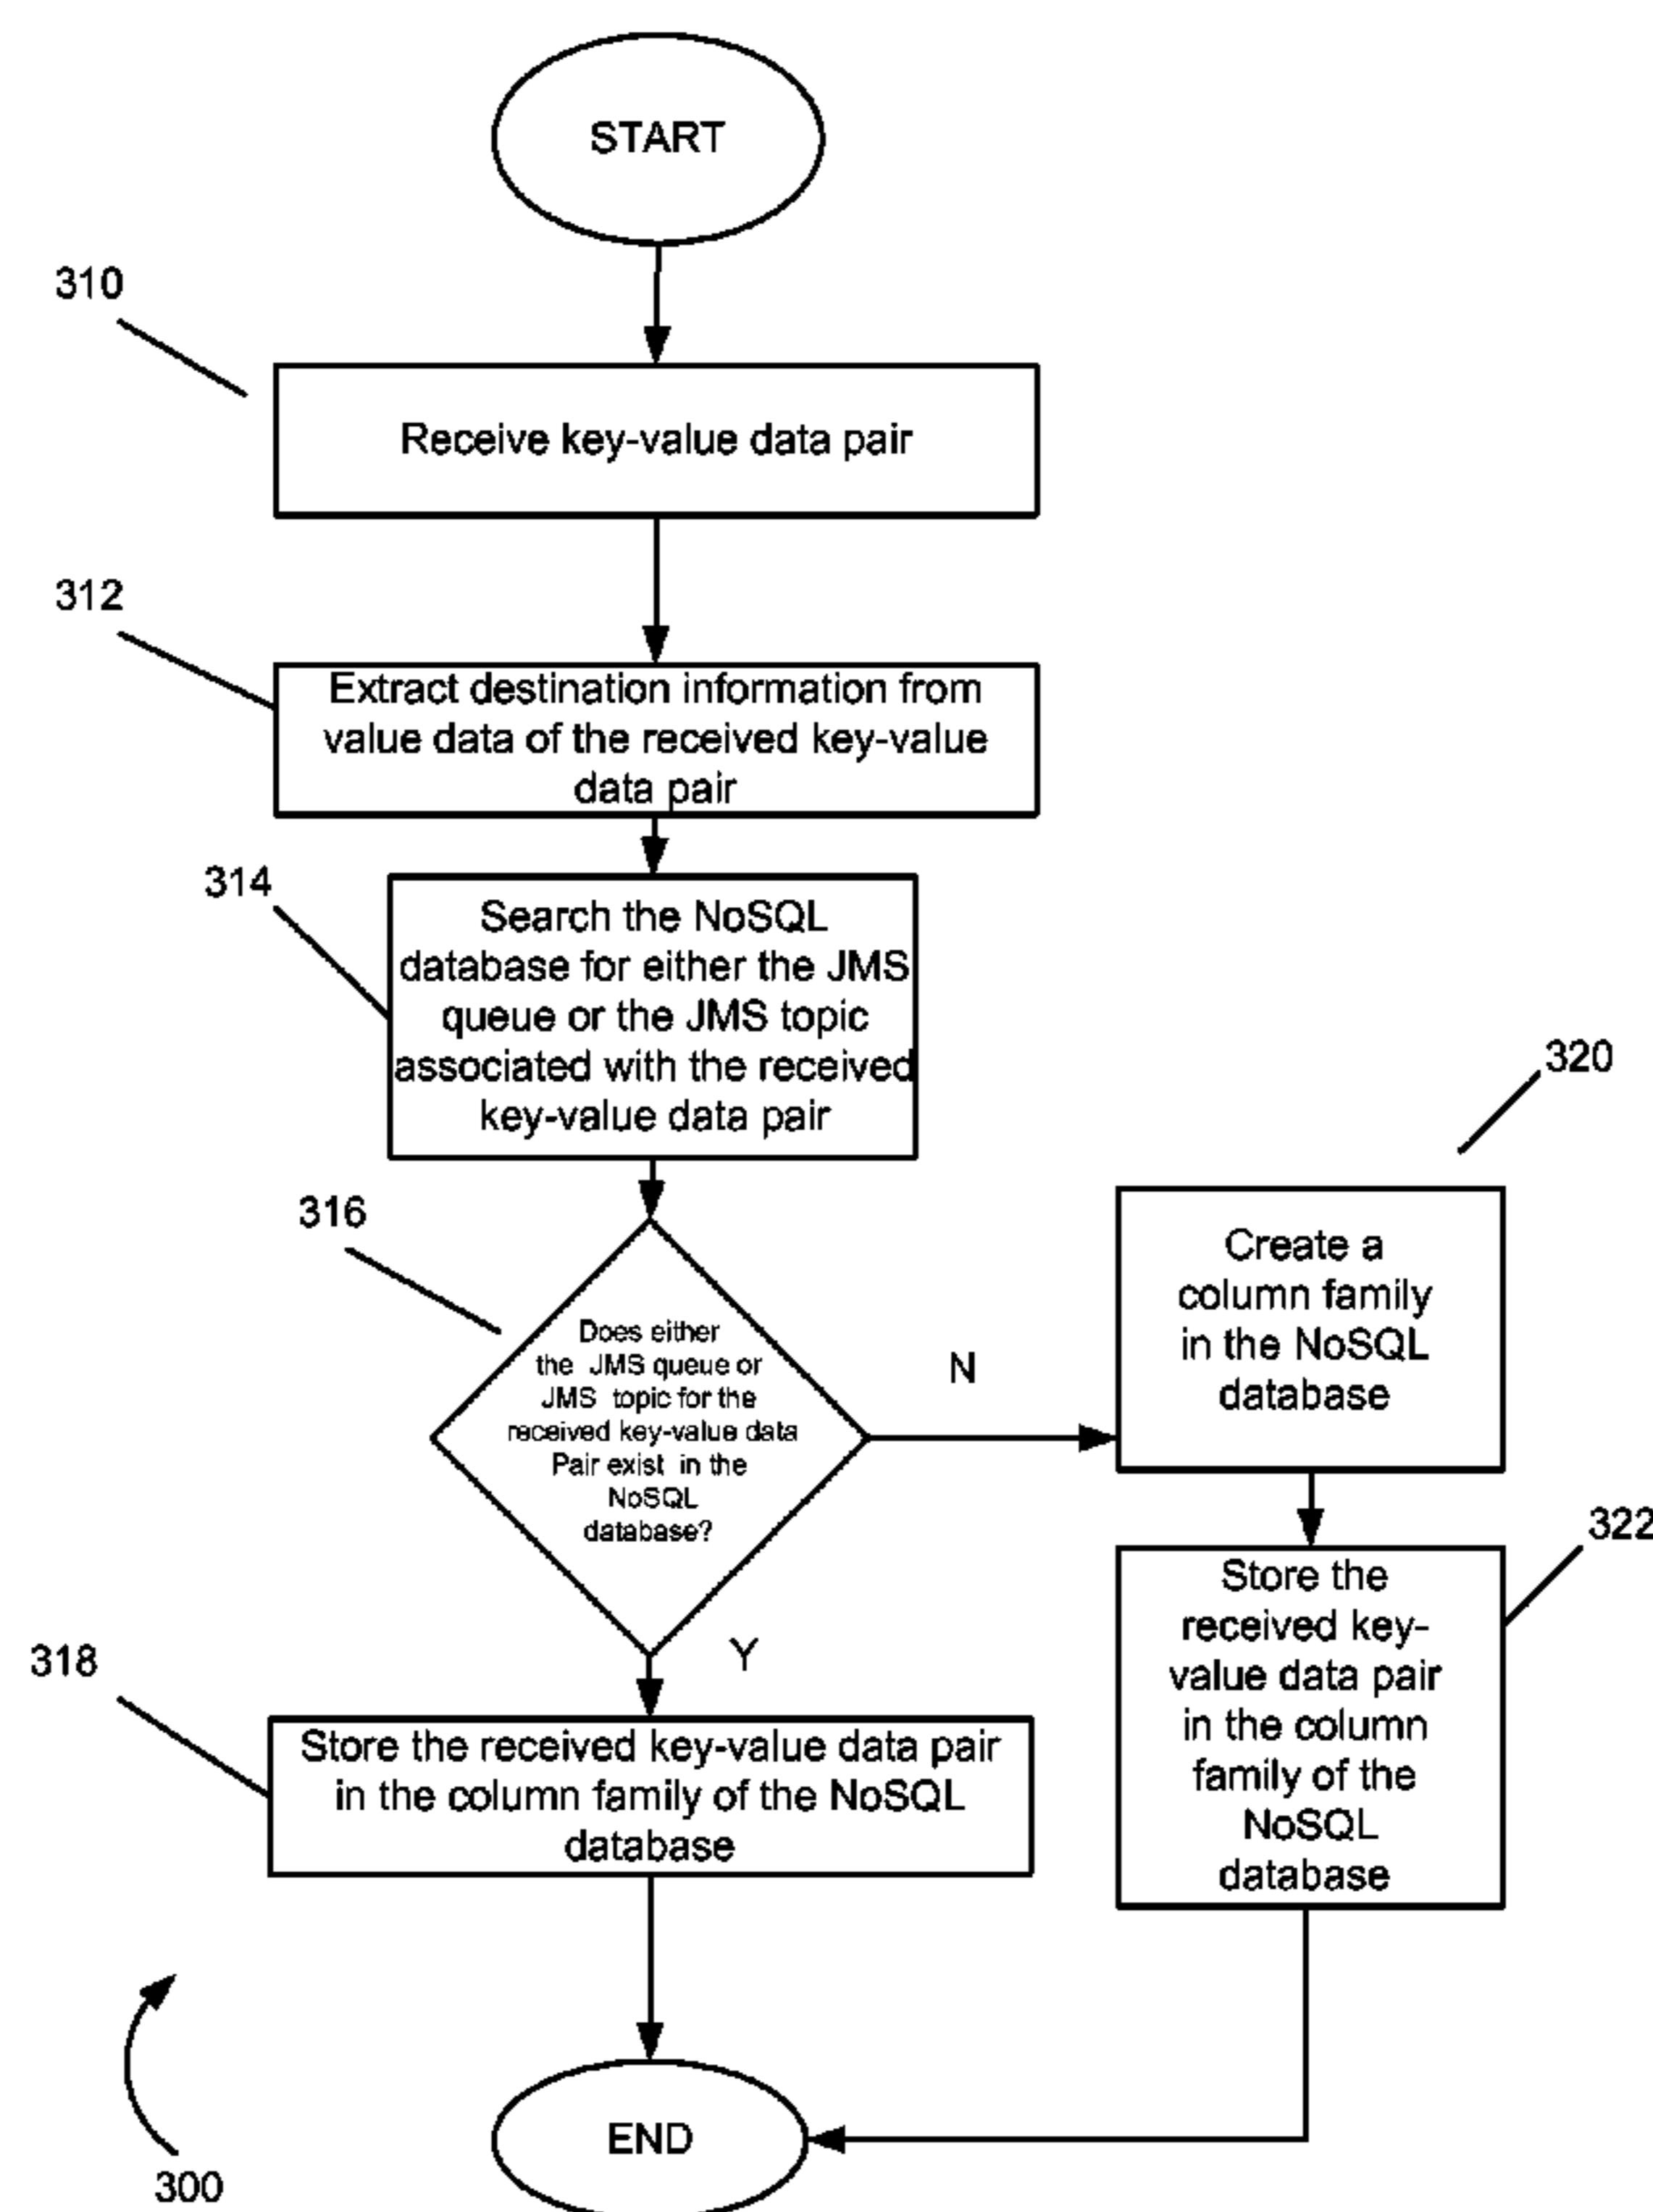 START
310
Receive key-value data pair
312
Extract destination information from
value data of the received key-value
data pair
314
Search the NoSQL
database for either the JMS
queue or the JMS topic
associated with the received
key-value data pair
316
Does either
the JMS queue or
JMS topic for the
received key-value data
Pair exist in the
NoSQL
database?
N
320
Create a
column family
in the NoSQL
database
322
Store the
received key-
value data pair
in the column
family of the
NoSQL
database
Y
318
Store the received key-value data pair
in the column family of the NoSQL
database
END
300